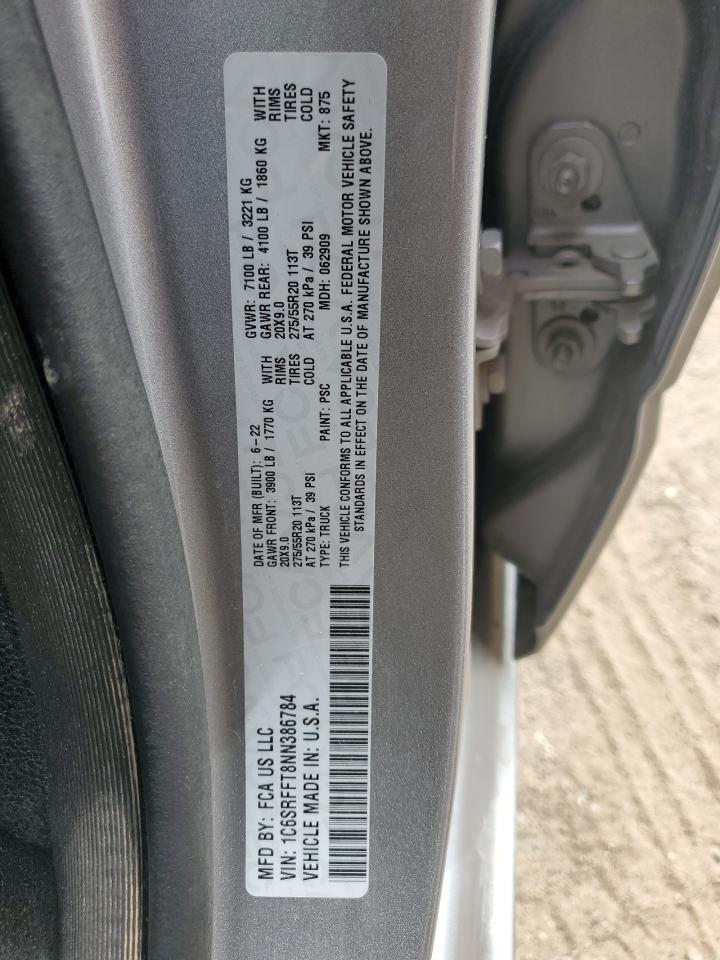 MFD BY: FCA US LLC
VIN: 1C6SRFFT8NN386784
VEHICLE MADE IN: U.S.A.
DATE OF MFR (BUILT): 6-22 GVWR: 7100 LB / 3221 KG
GAWR FRONT: 3900 LB / 1770 KG WITH GAWR REAR: 4100 LB / 1860 KG WITH
20X9.0 RIMS 20X9.0 RIMS
275/55R20 113T TIRES 275/55R20 113T TIRES
AT 270 kPa / 39 PSI COLD AT 270 kPa / 39 PSI COLD
TYPE: TRUCK PAINT: PSC MDH: 062909 MKT: 875
THIS VEHICLE CONFORMS TO ALL APPLICABLE U.S.A. FEDERAL MOTOR VEHICLE SAFETY
STANDARDS IN EFFECT ON THE DATE OF MANUFACTURE SHOWN ABOVE.